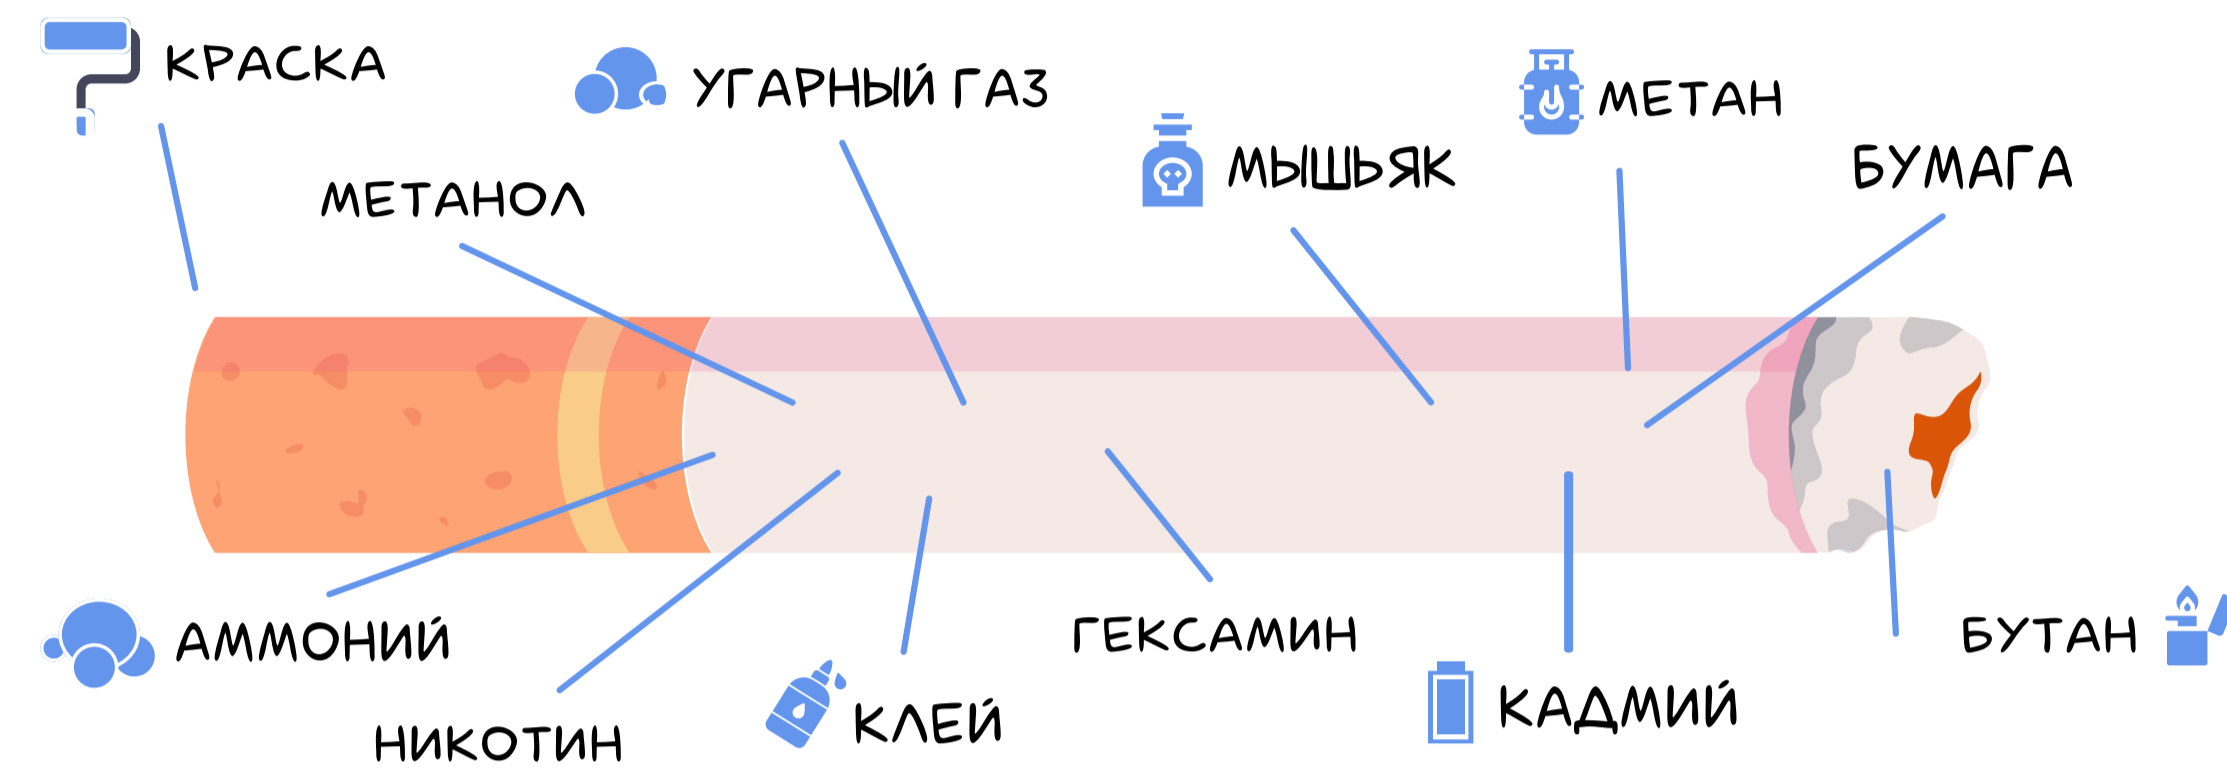 КРАСКА
УГАРНЫЙ ГАЗ
МЕТАН
МЫШЬЯК
БУМАГА
МЕТАНОЛ
АММОНИЙ
ГЕКСАМИН
БУТАН
КЛЕЙ
КАДМИЙ
НИКОТИН